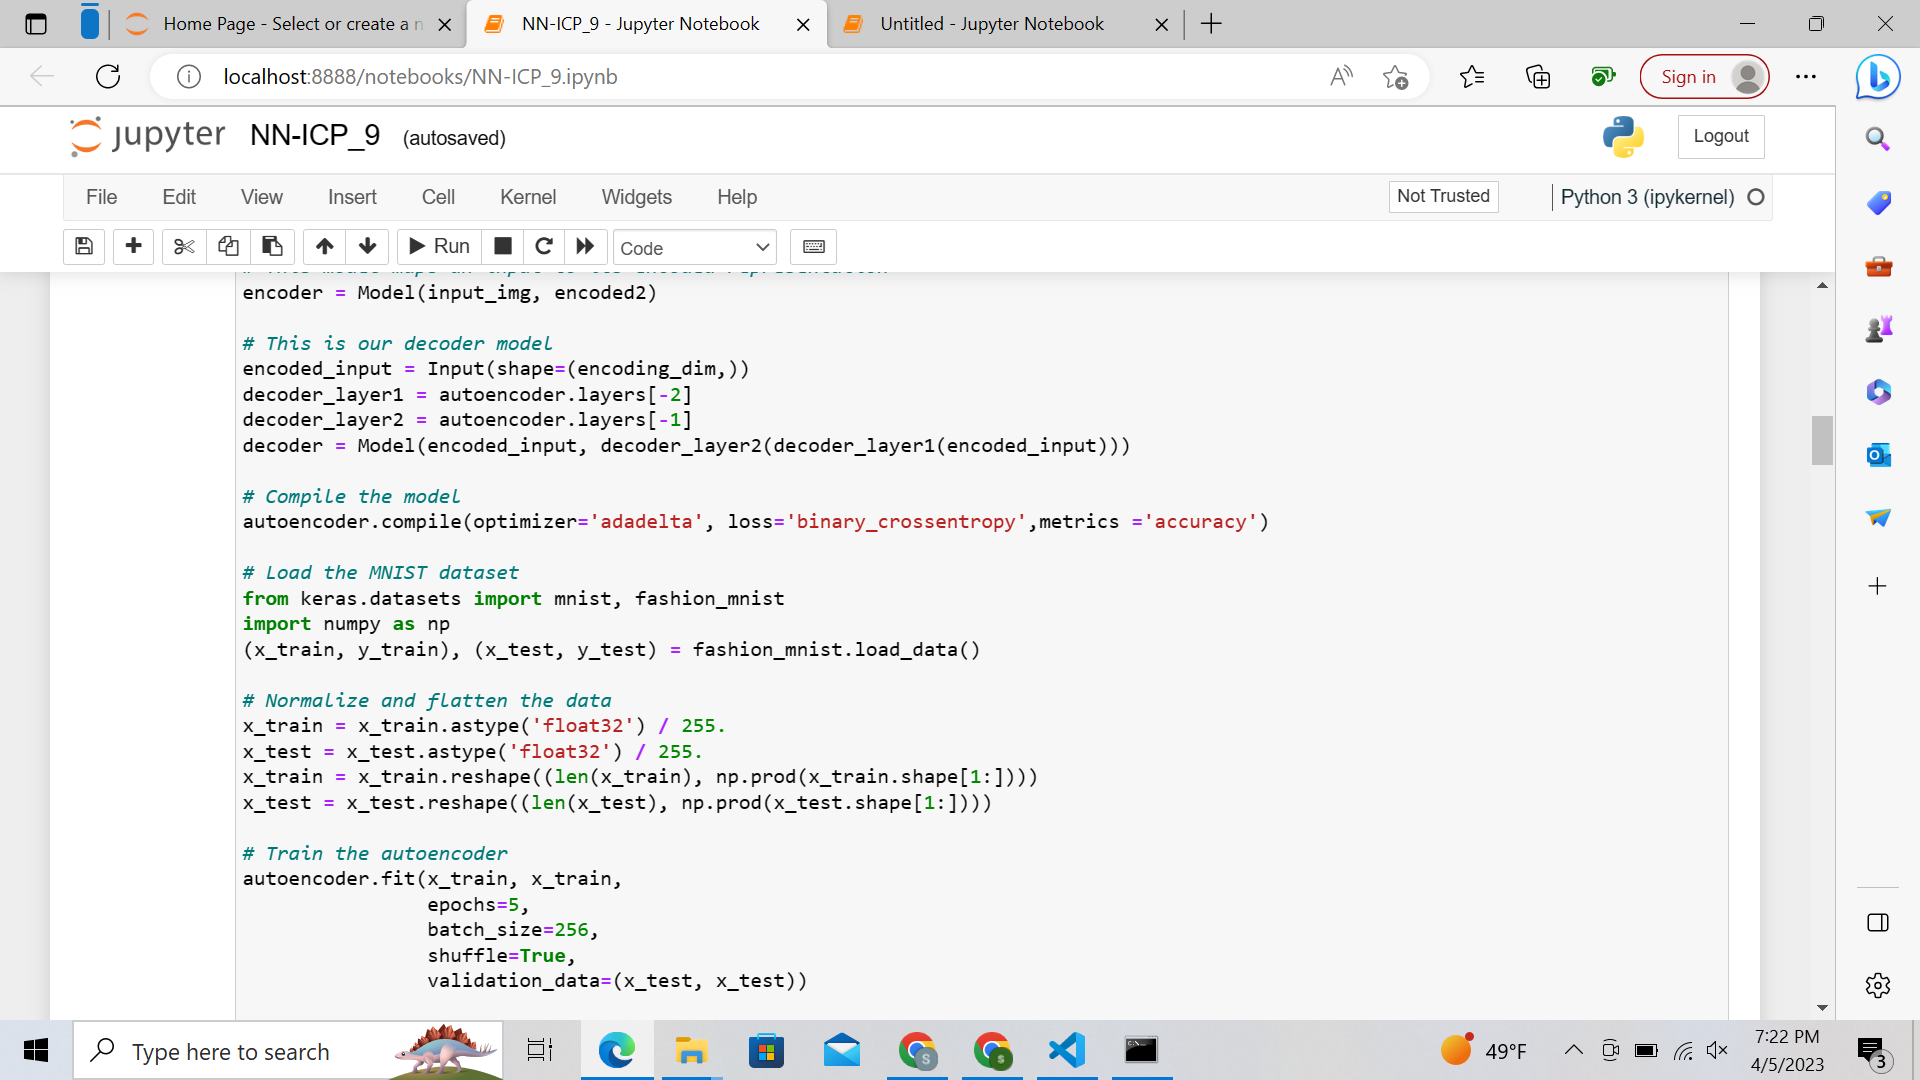 Home Page - Select or create a n
NN-ICP_9 - Jupyter Notebook
Untitled - Jupyter Notebook
localhost:8888/notebooks/NN-ICP_9.ipynb
Sign in
jupyter NN-ICP_9 (autosaved)
Logout
File Edit View Insert Cell Kernel Widgets Help
Not Trusted
Python 3 (ipykernel)
Run
Code
encoder = Model(input_img, encoded2)
# This is our decoder model
encoded_input = Input(shape=(encoding_dim,))
decoder_layer1 = autoencoder.layers[-2]
decoder_layer2 = autoencoder.layers[-1]
decoder = Model(encoded_input, decoder_layer2(decoder_layer1(encoded_input)))
# Compile the model
autoencoder.compile(optimizer='adadelta', loss='binary_crossentropy',metrics ='accuracy')
# Load the MNIST dataset
from keras.datasets import mnist, fashion_mnist
import numpy as np
(x_train, y_train), (x_test, y_test) = fashion_mnist.load_data()
# Normalize and flatten the data
x_train = x_train.astype('float32') / 255.
x_test = x_test.astype('float32') / 255.
x_train = x_train.reshape((len(x_train), np.prod(x_train.shape[1:])))
x_test = x_test.reshape((len(x_test), np.prod(x_test.shape[1:])))
# Train the autoencoder
autoencoder.fit(x_train, x_train,
epochs=5,
batch_size=256,
shuffle=True,
validation_data=(x_test, x_test))
Type here to search
49°F
7:22 PM
4/5/2023
3